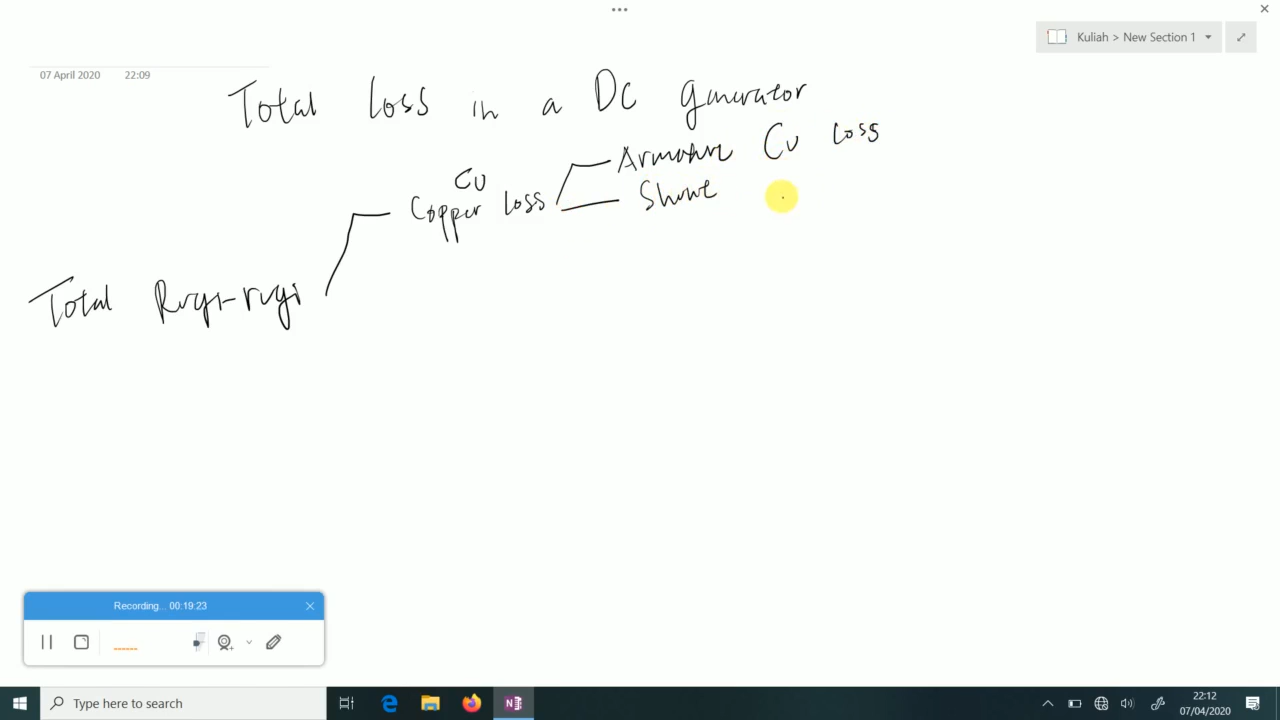 Kuliah > New Section 1
07 April 2020 22:09
Total Loss in a DC generator
Armature Cu Loss
Cu
Copper Loss
Shunt
Total Rugi-rugi
Recording... 00:19:23
Type here to search
22:12
07/04/2020